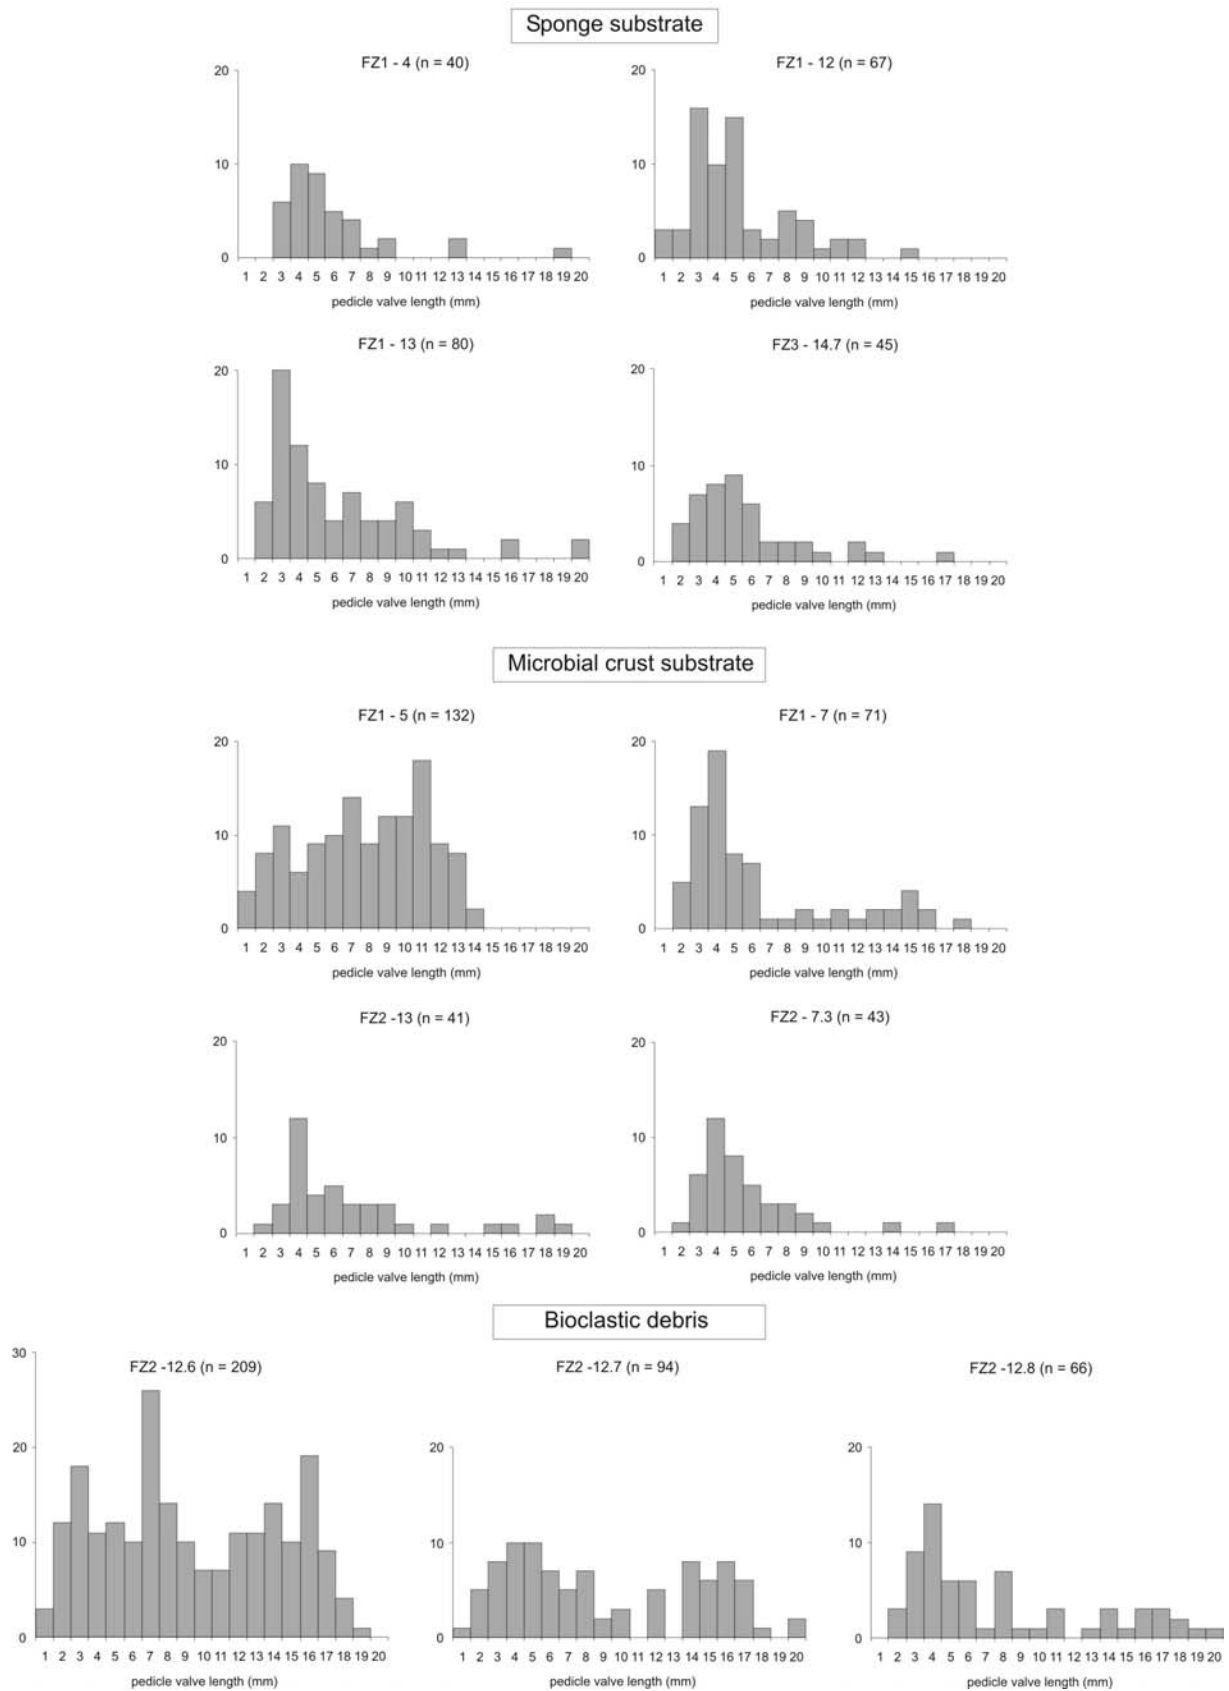 Sponge substrate
FZ1 - 4 (n = 40)
20
10
0
1 2 3 4 5 6 7 8 9 10 11 12 13 14 15 16 17 18 19 20
pedicle valve length (mm)
FZ1 - 12 (n = 67)
20
10
0
1 2 3 4 5 6 7 8 9 10 11 12 13 14 15 16 17 18 19 20
pedicle valve length (mm)
FZ1 - 13 (n = 80)
20
10
0
1 2 3 4 5 6 7 8 9 10 11 12 13 14 15 16 17 18 19 20
pedicle valve length (mm)
FZ3 - 14.7 (n = 45)
20
10
0
1 2 3 4 5 6 7 8 9 10 11 12 13 14 15 16 17 18 19 20
pedicle valve length (mm)
Microbial crust substrate
FZ1 - 5 (n = 132)
20
10
0
1 2 3 4 5 6 7 8 9 10 11 12 13 14 15 16 17 18 19 20
pedicle valve length (mm)
FZ1 - 7 (n = 71)
20
10
0
1 2 3 4 5 6 7 8 9 10 11 12 13 14 15 16 17 18 19 20
pedicle valve length (mm)
FZ2 -13 (n = 41)
20
10
0
1 2 3 4 5 6 7 8 9 10 11 12 13 14 15 16 17 18 19 20
pedicle valve length (mm)
FZ2 - 7.3 (n = 43)
20
10
0
1 2 3 4 5 6 7 8 9 10 11 12 13 14 15 16 17 18 19 20
pedicle valve length (mm)
Bioclastic debris
FZ2 -12.6 (n = 209)
30
20
10
0
1 2 3 4 5 6 7 8 9 10 11 12 13 14 15 16 17 18 19 20
pedicle valve length (mm)
FZ2 -12.7 (n = 94)
20
10
0
1 2 3 4 5 6 7 8 9 10 11 12 13 14 15 16 17 18 19 20
pedicle valve length (mm)
FZ2 -12.8 (n = 66)
20
10
0
1 2 3 4 5 6 7 8 9 10 11 12 13 14 15 16 17 18 19 20
pedicle valve length (mm)